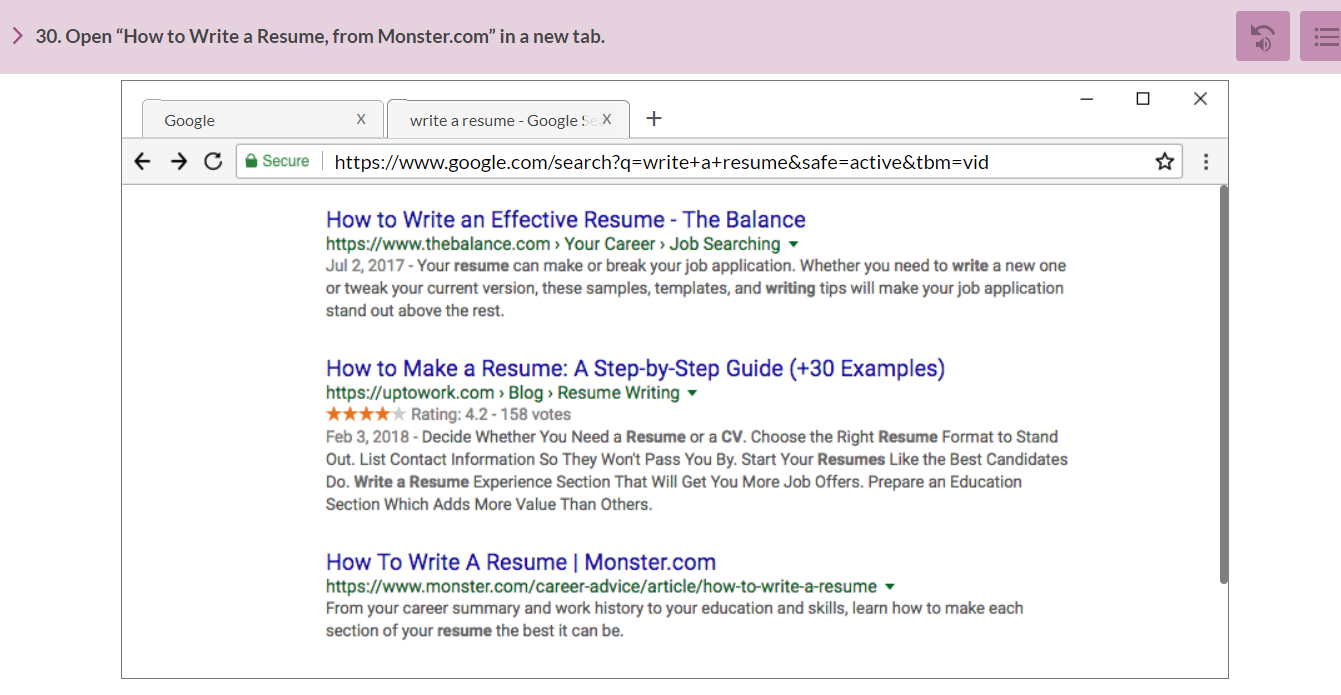 30. Open “How to Write a Resume, from Monster.com” in a new tab.
Google X write a resume - Google Se X +
Secure https://www.google.com/search?q=write+a+resume&safe=active&tbm=vid
How to Write an Effective Resume - The Balance
https://www.thebalance.com › Your Career › Job Searching
Jul 2, 2017 - Your resume can make or break your job application. Whether you need to write a new one
or tweak your current version, these samples, templates, and writing tips will make your job application
stand out above the rest.
How to Make a Resume: A Step-by-Step Guide (+30 Examples)
https://uptowork.com › Blog › Resume Writing
Rating: 4.2 - 158 votes
Feb 3, 2018 - Decide Whether You Need a Resume or a CV. Choose the Right Resume Format to Stand
Out. List Contact Information So They Won't Pass You By. Start Your Resumes Like the Best Candidates
Do. Write a Resume Experience Section That Will Get You More Job Offers. Prepare an Education
Section Which Adds More Value Than Others.
How To Write A Resume | Monster.com
https://www.monster.com/career-advice/article/how-to-write-a-resume
From your career summary and work history to your education and skills, learn how to make each
section of your resume the best it can be.